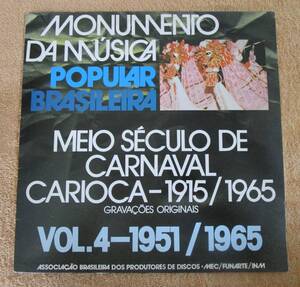 MONUMENTO
DA MÚSICA
POPULAR
BRASILEIRA
MEIO SÉCULO DE
CARNAVAL
CARIOCA-1915/1965
GRAVAÇÕES ORIGINAIS
VOL.4-1951/1965
ASSOCIAÇÃO BRASILEIRA DOS PRODUTORES DE DISCOS • MEC/FUNARTE/INM